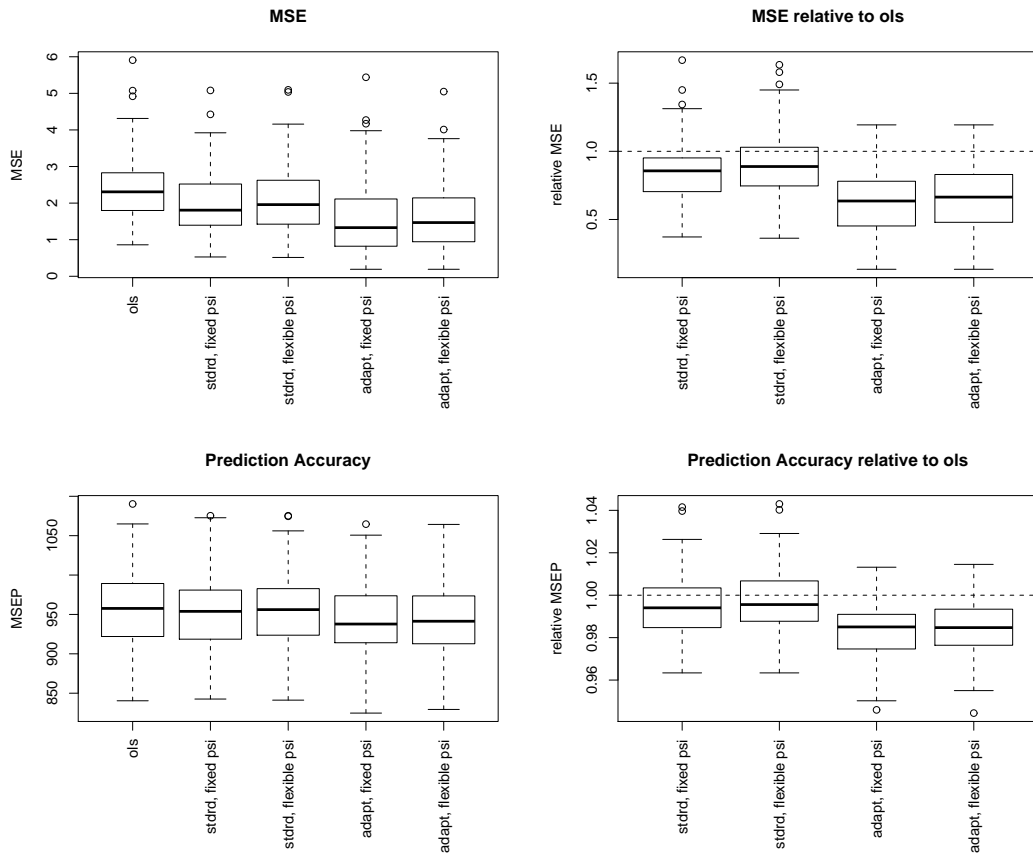 MSE
MSE
0
1
2
3
4
5
6
ols
stdrd, fixed psi
stdrd, flexible psi
adapt, fixed psi
adapt, flexible psi
MSE relative to ols
relative MSE
0.5
1.0
1.5
stdrd, fixed psi
stdrd, flexible psi
adapt, fixed psi
adapt, flexible psi
Prediction Accuracy
MSEP
850
900
950
1050
ols
stdrd, fixed psi
stdrd, flexible psi
adapt, fixed psi
adapt, flexible psi
Prediction Accuracy relative to ols
relative MSEP
0.96
0.98
1.00
1.02
1.04
stdrd, fixed psi
stdrd, flexible psi
adapt, fixed psi
adapt, flexible psi